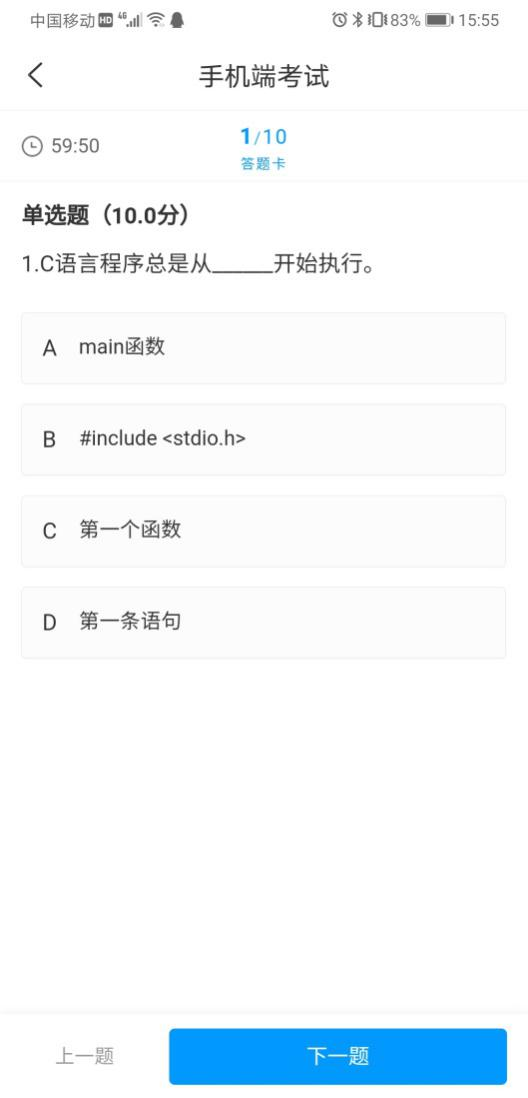 中国移动 HD 4G 83% 15:55
手机端考试
59:50
1/10
答题卡
单选题（10.0分）
1.C语言程序总是从______开始执行。
A main函数
B #include <stdio.h>
C 第一个函数
D 第一条语句
上一题 下一题